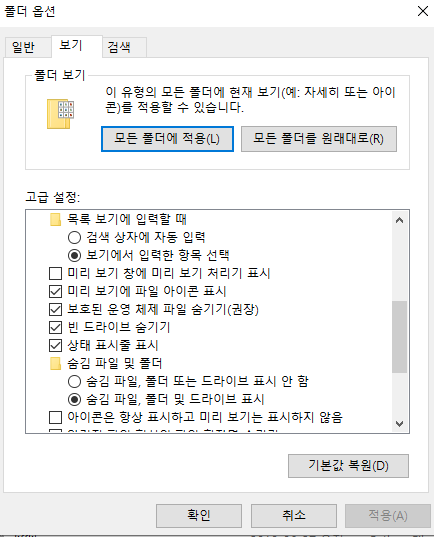 폴더 옵션
일반
보기
검색
폴더 보기
이 유형의 모든 폴더에 현재 보기(예: 자세히 또는 아이
콘)를 적용할 수 있습니다.
모든 폴더에 적용(L)
모든 폴더를 원래대로(R)
고급 설정:
목록 보기에 입력할 때
검색 상자에 자동 입력
보기에서 입력한 항목 선택
미리 보기 창에 미리 보기 처리기 표시
미리 보기에 파일 아이콘 표시
보호된 운영 체제 파일 숨기기(권장)
빈 드라이브 숨기기
상태 표시줄 표시
숨김 파일 및 폴더
숨김 파일, 폴더 또는 드라이브 표시 안 함
숨김 파일, 폴더 및 드라이브 표시
아이콘은 항상 표시하고 미리 보기는 표시하지 않음
기본값 복원(D)
확인
취소
적용(A)